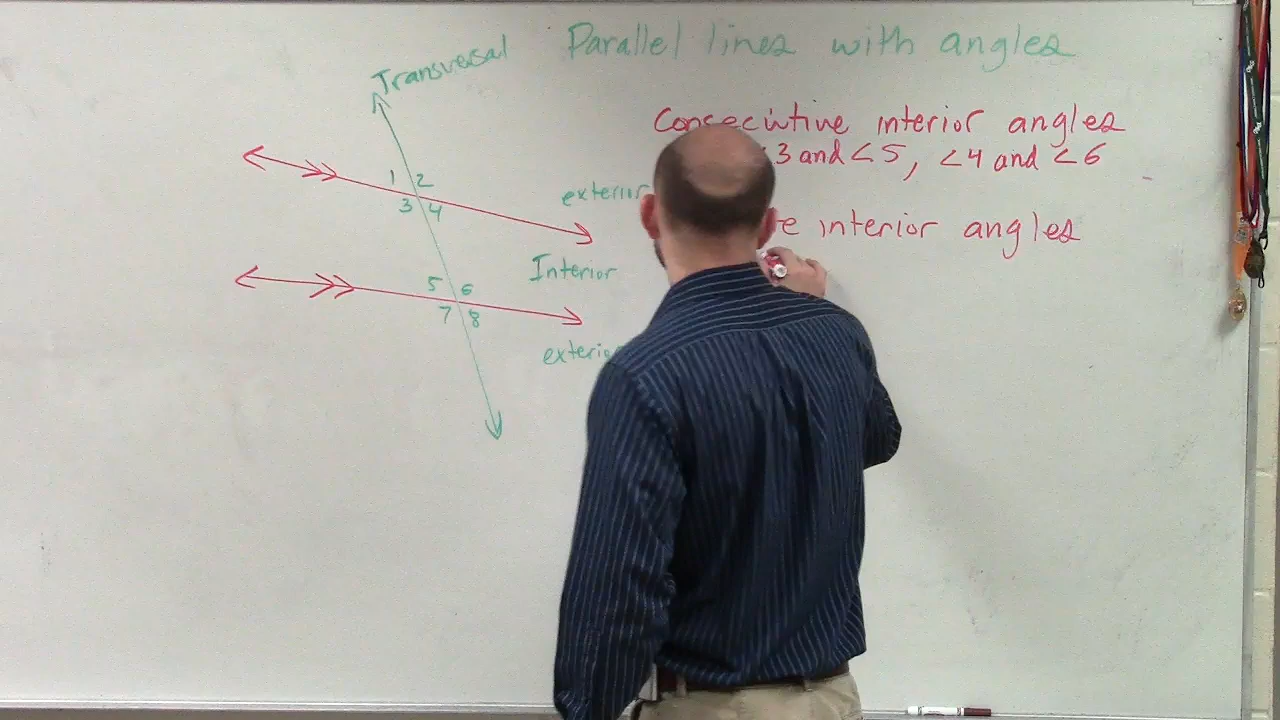 Parallel lines with angles
Transversal
Consecutive interior angles
<3 and <5, <4 and <6
1 2
3 4
exterior
interior angles
Interior
5 6
7 8